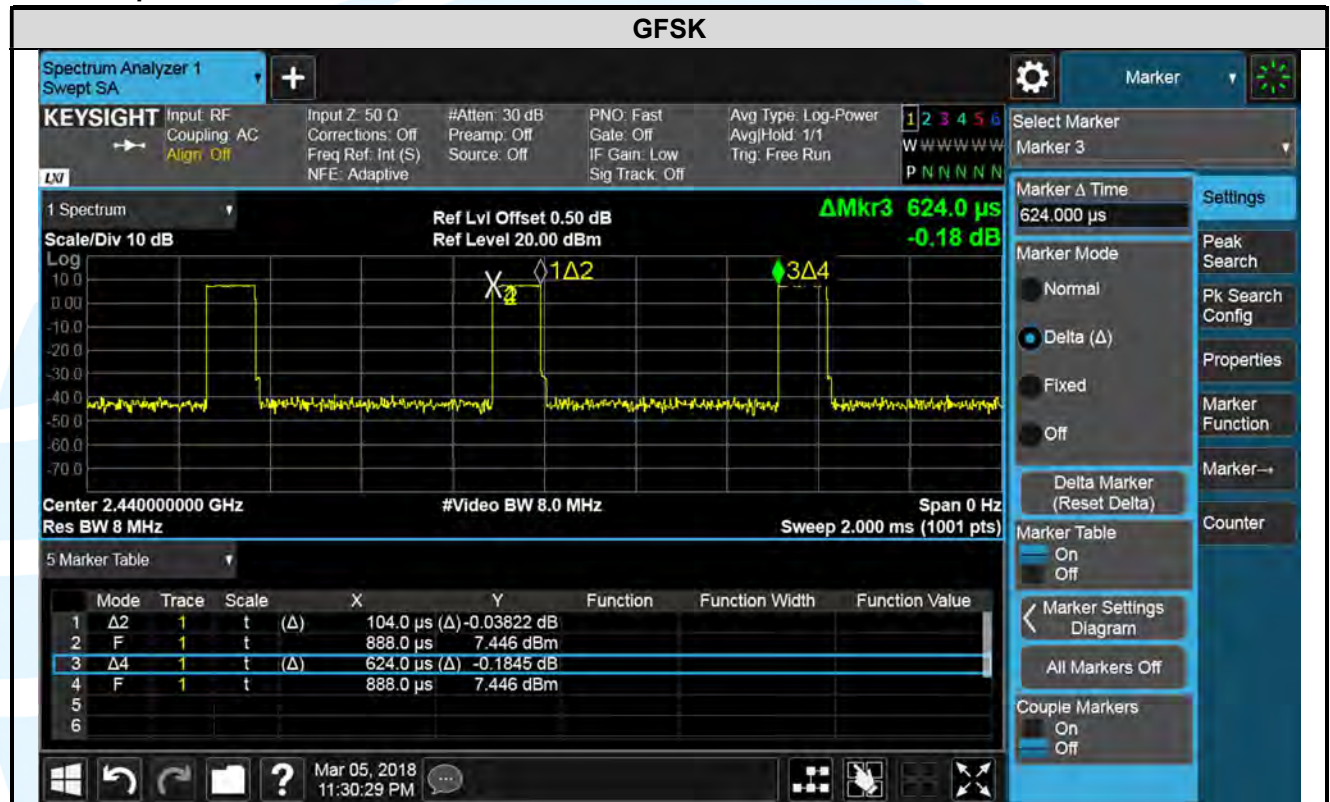 GFSK
Spectrum Analyzer 1
Swept SA
+
Marker
KEYSIGHT
Input: RF
Coupling: AC
Align: Off
Input Z: 50 Ω
Corrections: Off
Freq Ref: Int (S)
NFE: Adaptive
#Atten: 30 dB
Preamp: Off
Source: Off
PNO: Fast
Gate: Off
IF Gain: Low
Sig Track: Off
Avg Type: Log-Power
Avg|Hold: 1/1
Trig: Free Run
1 2 3 4 5 6
W W W W W W
P N N N N N
LXI
Select Marker
Marker 3
1 Spectrum
Scale/Div 10 dB
Ref Lvl Offset 0.50 dB
Ref Level 20.00 dBm
ΔMkr3 624.0 µs
-0.18 dB
Log
10.0
0.00
-10.0
-20.0
-30.0
-40.0
-50.0
-60.0
-70.0
1Δ2
3Δ4
Center 2.440000000 GHz
Res BW 8 MHz
#Video BW 8.0 MHz
Span 0 Hz
Sweep 2.000 ms (1001 pts)
5 Marker Table
Mode Trace Scale X Y Function Function Width Function Value
1 Δ2 1 t (Δ) 104.0 µs (Δ) -0.03822 dB
2 F 1 t 888.0 µs 7.446 dBm
3 Δ4 1 t (Δ) 624.0 µs (Δ) -0.1845 dB
4 F 1 t 888.0 µs 7.446 dBm
5
6
Marker Δ Time
624.000 µs
Marker Mode
Normal
Delta (Δ)
Fixed
Off
Delta Marker
(Reset Delta)
Marker Table
On
Off
Marker Settings
Diagram
All Markers Off
Couple Markers
On
Off
Settings
Peak
Search
Pk Search
Config
Properties
Marker
Function
Marker→
Counter
?
Mar 05, 2018
11:30:29 PM